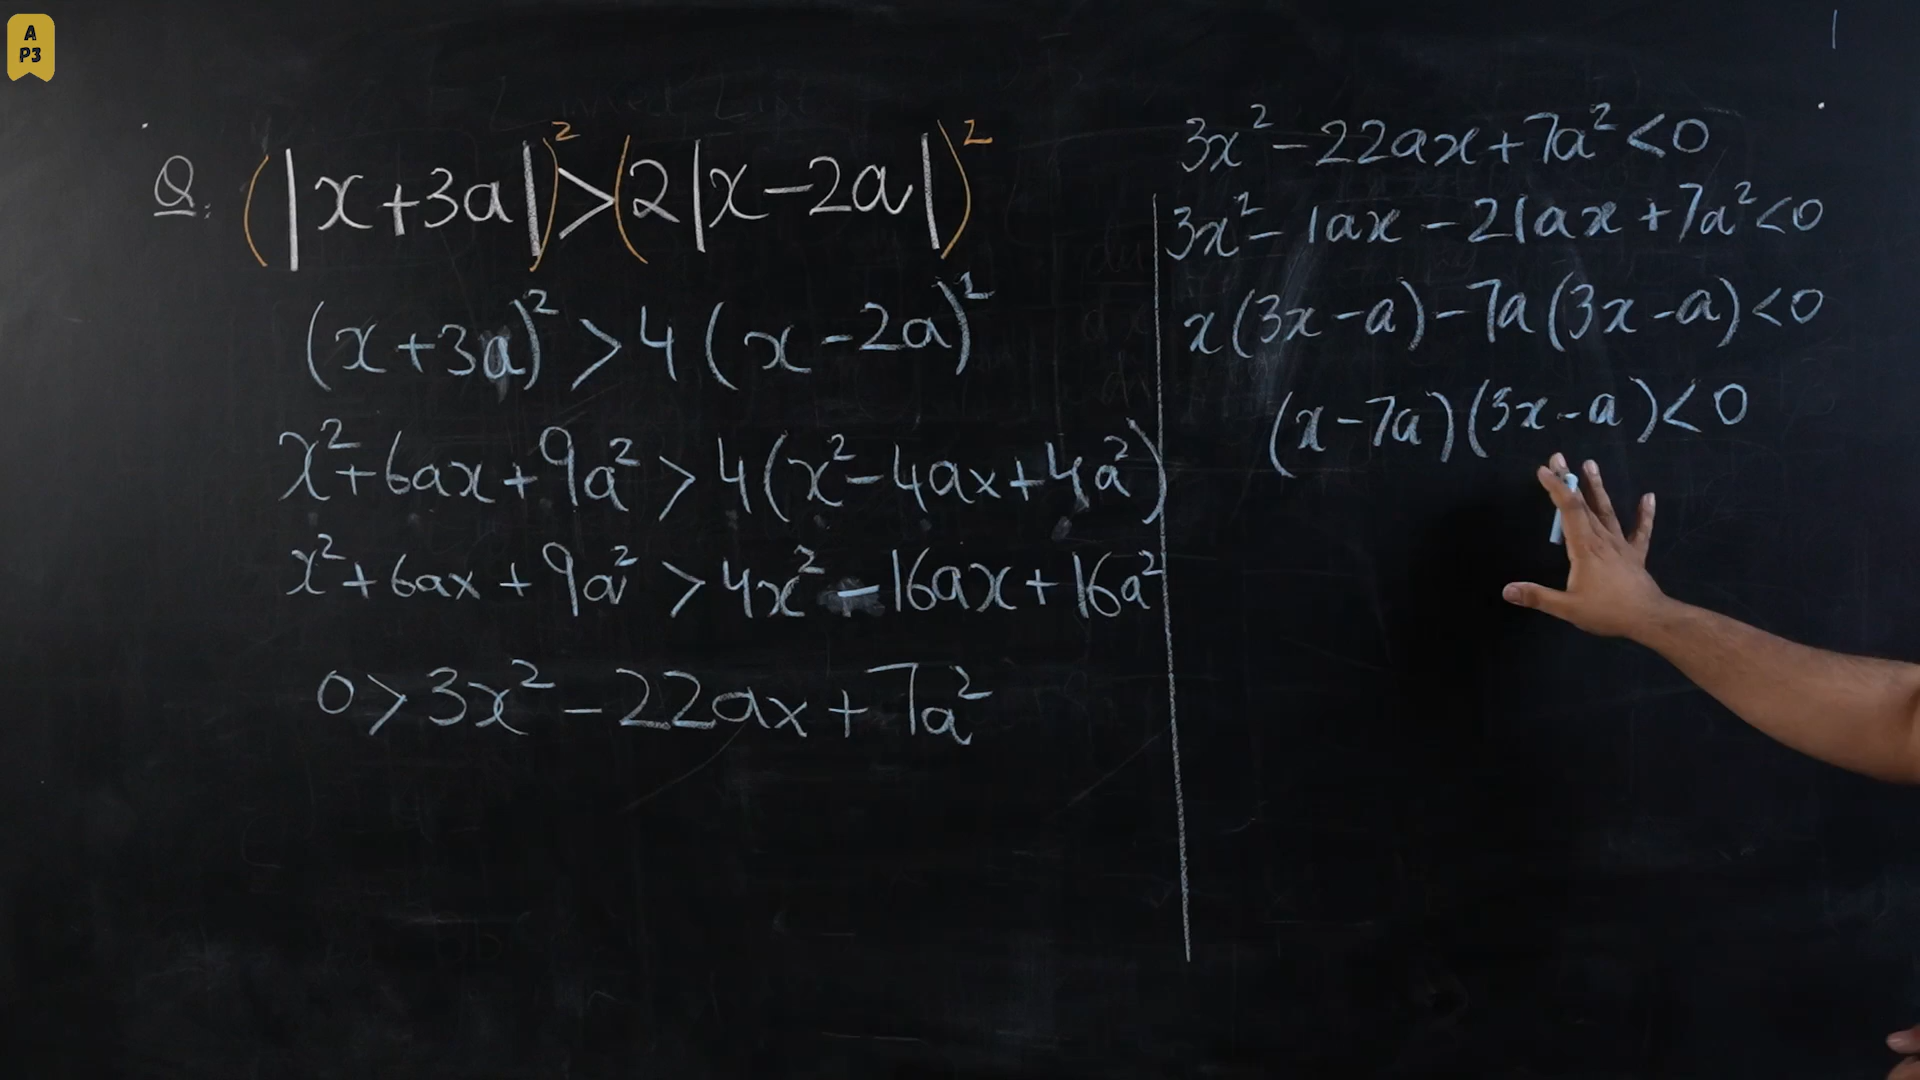 A
P3
Q. (|x+3a|)² > (2|x-2a|)²
(x+3a)² > 4(x-2a)²
x²+6ax+9a² > 4(x²-4ax+4a²)
x²+6ax+9a² > 4x²-16ax+16a²
0 > 3x²-22ax+7a²
3x²-22ax+7a²<0
3x²-1ax-21ax+7a²<0
x(3x-a)-7a(3x-a)<0
(x-7a)(3x-a)<0